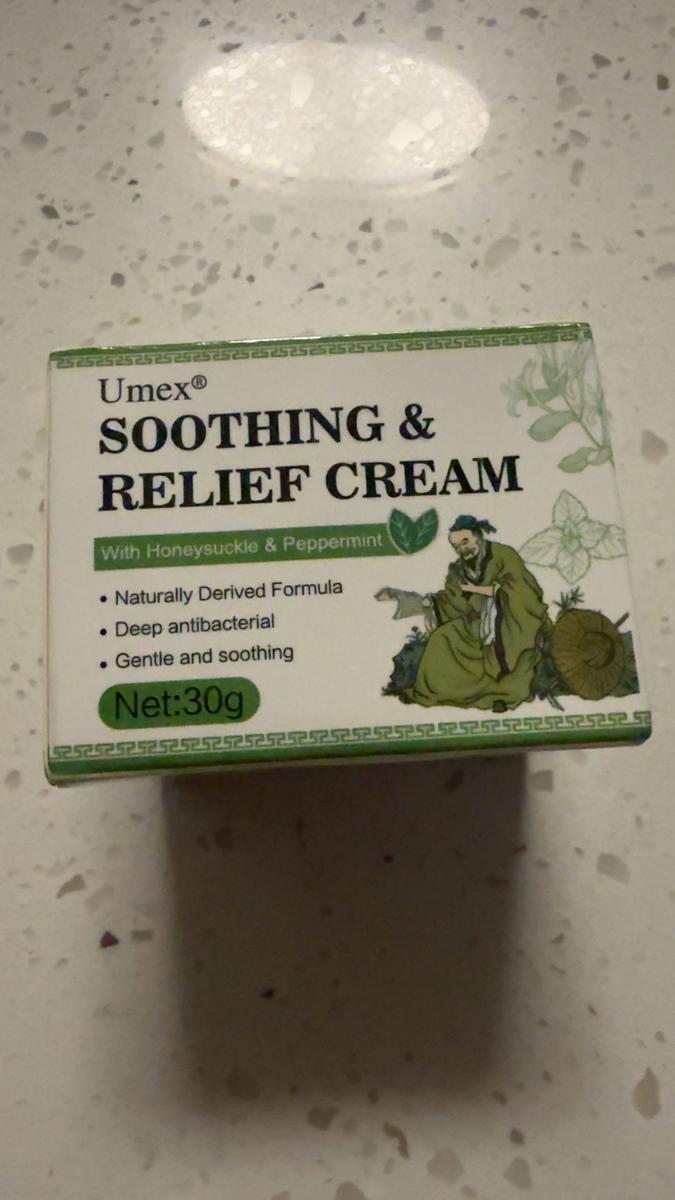 Umex®
SOOTHING &
RELIEF CREAM
With Honeysuckle & Peppermint
• Naturally Derived Formula
• Deep antibacterial
• Gentle and soothing
Net:30g